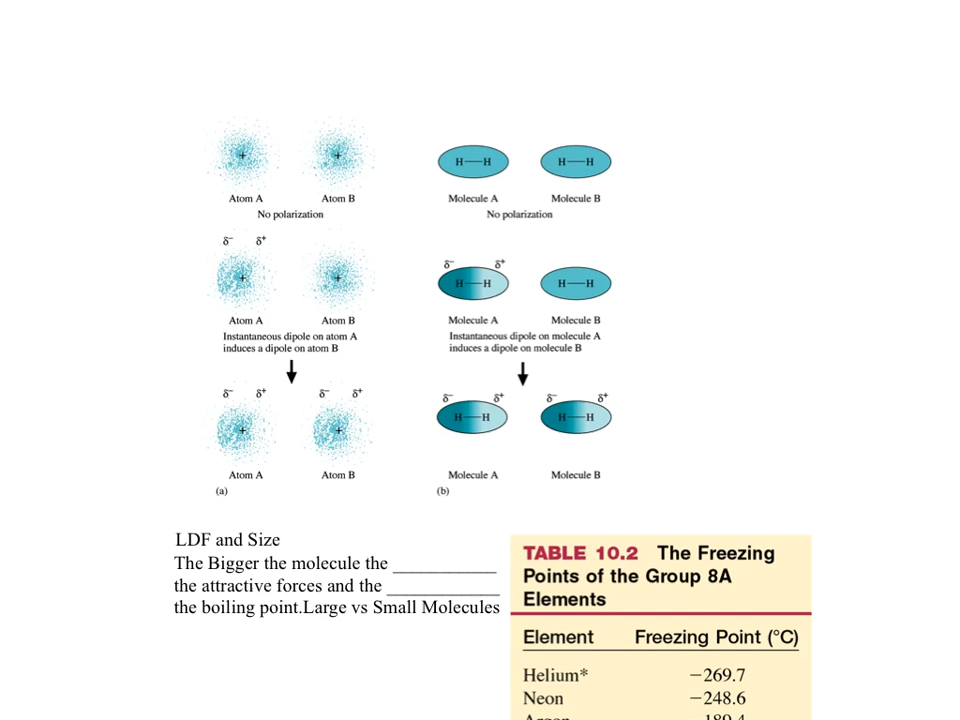 + +
H—H H—H
Atom A Atom B
No polarization
Molecule A Molecule B
No polarization
δ⁻ δ⁺
+ +
Atom A Atom B
Instantaneous dipole on atom A
induces a dipole on atom B
δ⁻ δ⁺
H—H H—H
Molecule A Molecule B
Instantaneous dipole on molecule A
induces a dipole on molecule B
δ⁻ δ⁺ δ⁻ δ⁺
+ +
Atom A Atom B
(a)
δ⁻ δ⁺ δ⁻ δ⁺
H—H H—H
Molecule A Molecule B
(b)
LDF and Size
The Bigger the molecule the ___________
the attractive forces and the ___________
the boiling point.Large vs Small Molecules
TABLE 10.2 The Freezing
Points of the Group 8A
Elements
Element Freezing Point (°C)
Helium* −269.7
Neon −248.6